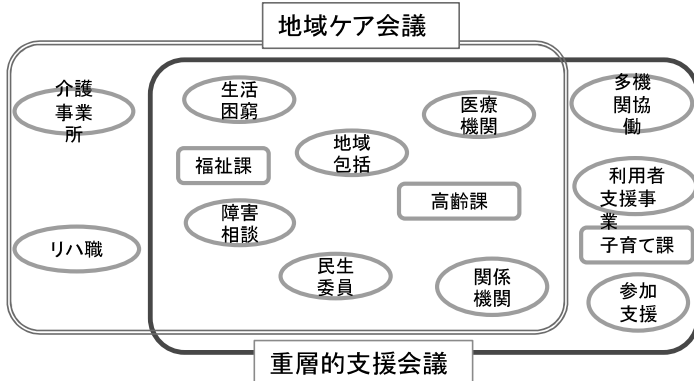 地域ケア会議
介護
事業
所
生活
困窮
医療
機関
多機
関協
働
地域
包括
福祉課
高齢課
利用者
支援事
業
障害
相談
リハ職
子育て課
民生
委員
関係
機関
参加
支援
重層的支援会議